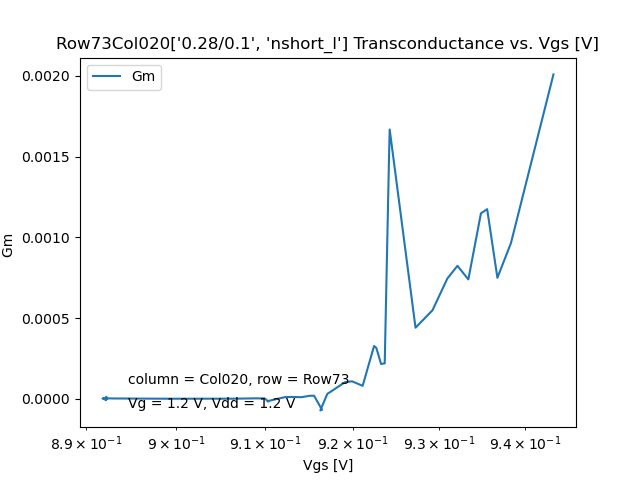 Row73Col020['0.28/0.1', 'nshort_l'] Transconductance vs. Vgs [V]
Gm
0.0020
0.0015
0.0010
0.0005
0.0000
Gm
column = Col020, row = Row73
Vg = 1.2 V, Vdd = 1.2 V
8.9 × 10⁻¹ 9 × 10⁻¹ 9.1 × 10⁻¹ 9.2 × 10⁻¹ 9.3 × 10⁻¹ 9.4 × 10⁻¹
Vgs [V]